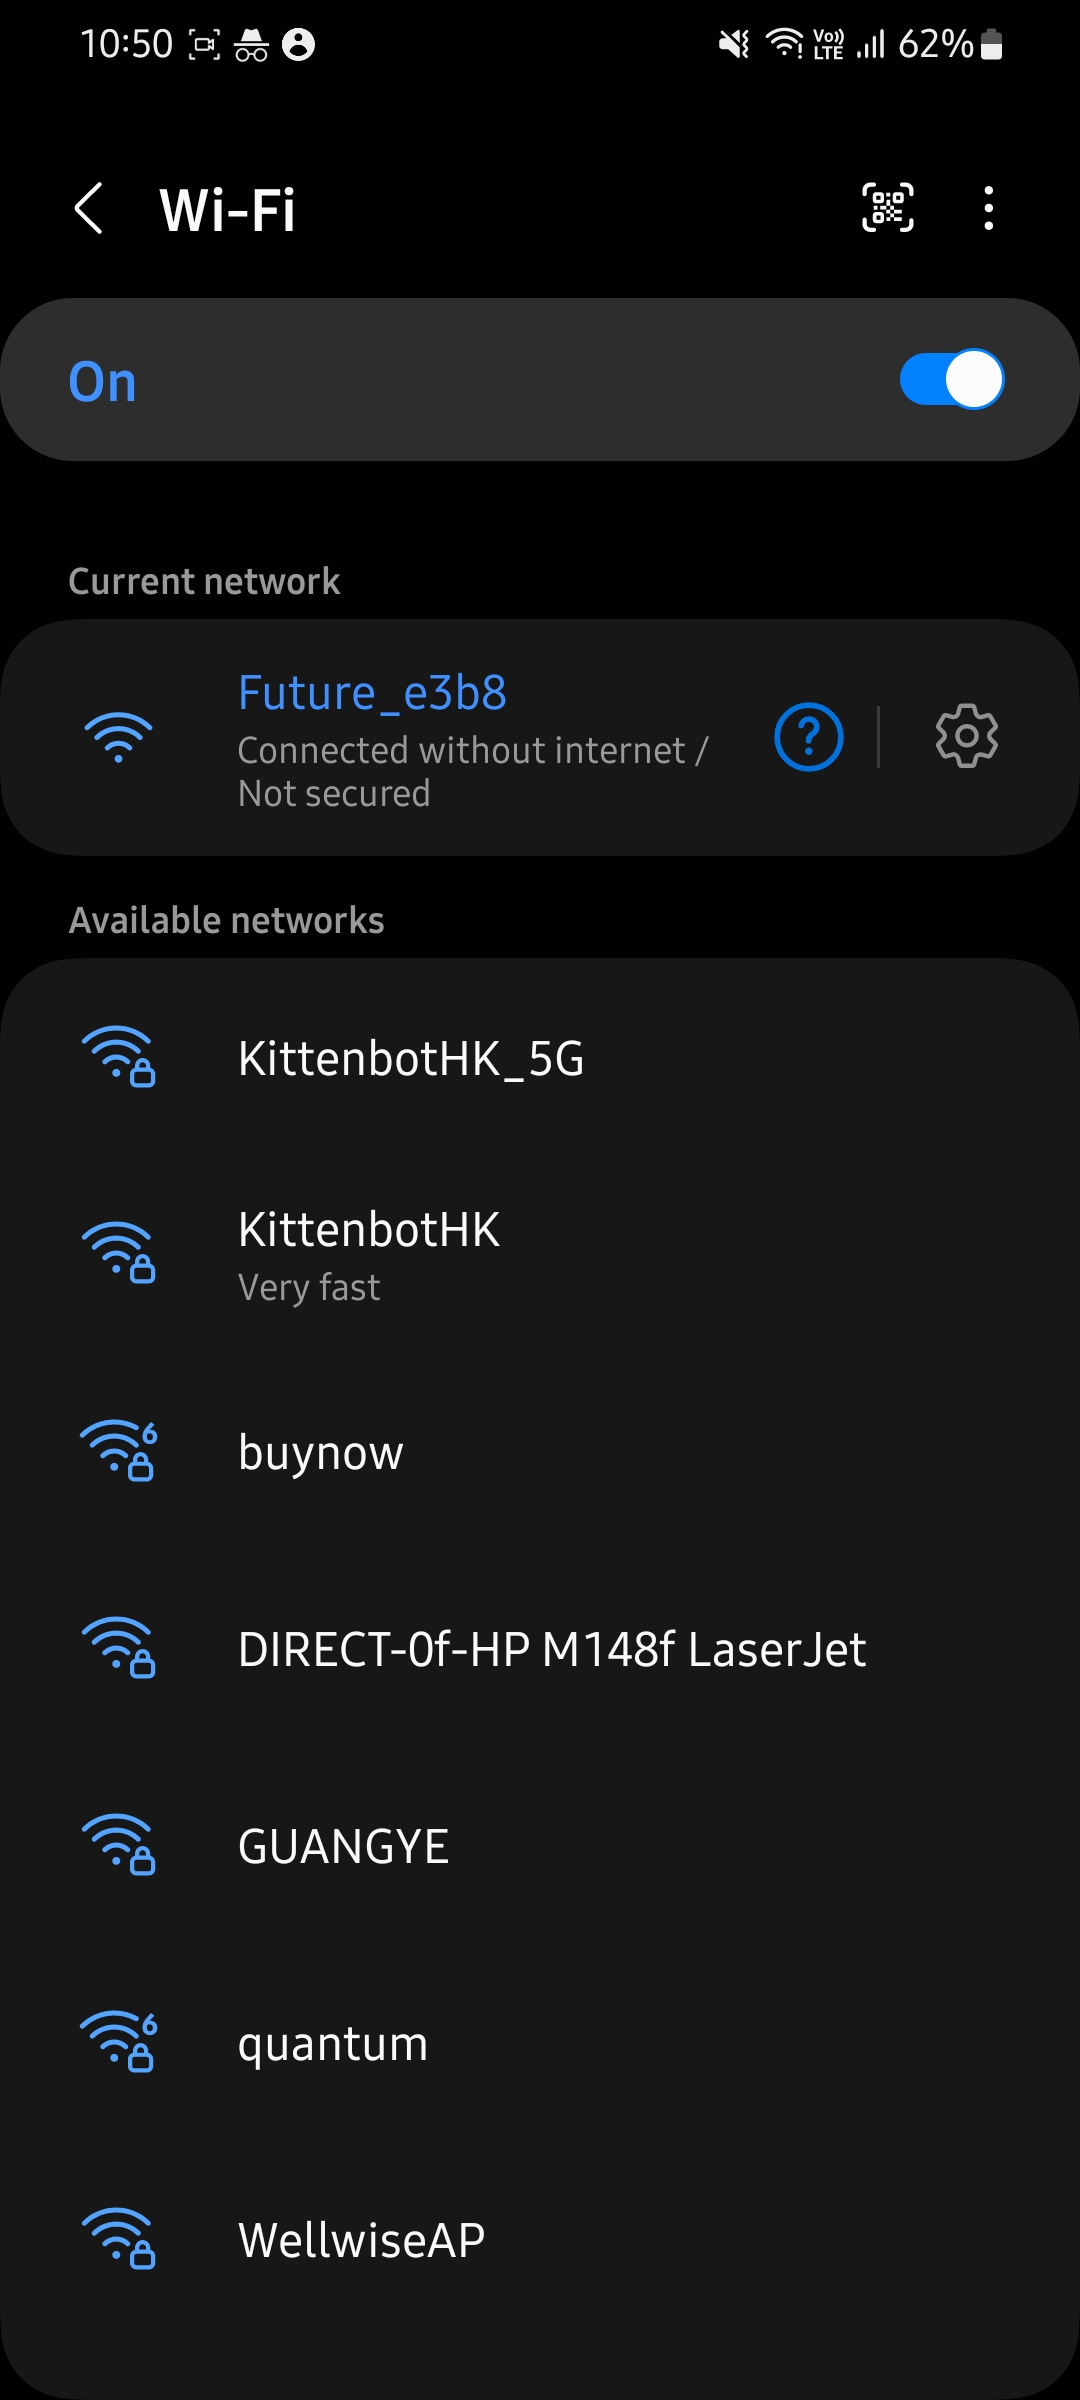 10:50
Vo)) LTE 62%
Wi-Fi
On
Current network
Future_e3b8
Connected without internet /
Not secured
Available networks
KittenbotHK_5G
KittenbotHK
Very fast
6
buynow
DIRECT-0f-HP M148f LaserJet
GUANGYE
6
quantum
WellwiseAP